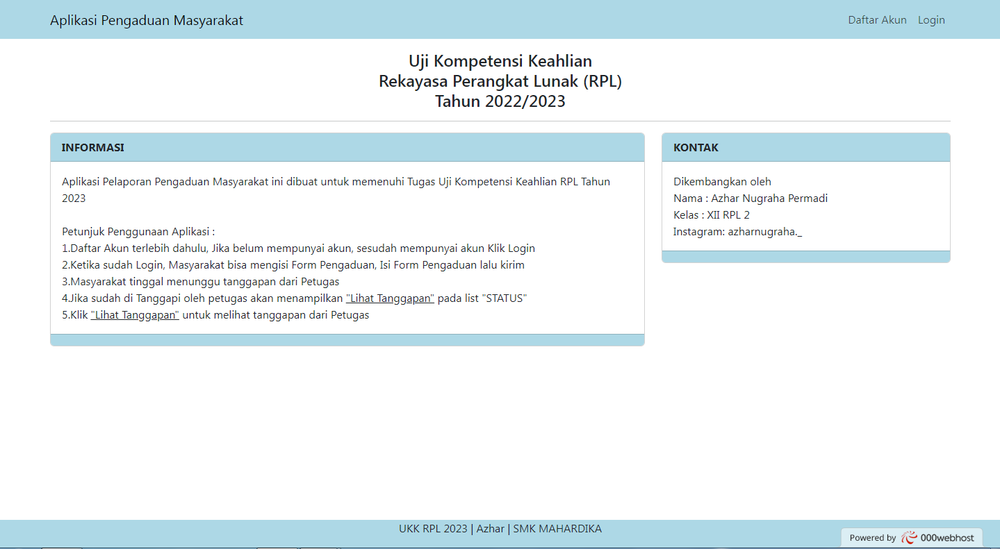 Aplikasi Pengaduan Masyarakat
Daftar Akun
Login
Uji Kompetensi Keahlian
Rekayasa Perangkat Lunak (RPL)
Tahun 2022/2023
INFORMASI
Aplikasi Pelaporan Pengaduan Masyarakat ini dibuat untuk memenuhi Tugas Uji Kompetensi Keahlian RPL Tahun
2023
Petunjuk Penggunaan Aplikasi :
1.Daftar Akun terlebih dahulu, Jika belum mempunyai akun, sesudah mempunyai akun Klik Login
2.Ketika sudah Login, Masyarakat bisa mengisi Form Pengaduan, Isi Form Pengaduan lalu kirim
3.Masyarakat tinggal menunggu tanggapan dari Petugas
4.Jika sudah di Tanggapi oleh petugas akan menampilkan "Lihat Tanggapan" pada list "STATUS"
5.Klik "Lihat Tanggapan" untuk melihat tanggapan dari Petugas
KONTAK
Dikembangkan oleh
Nama : Azhar Nugraha Permadi
Kelas : XII RPL 2
Instagram: azharnugraha._
UKK RPL 2023 | Azhar | SMK MAHARDIKA
Powered by 000webhost